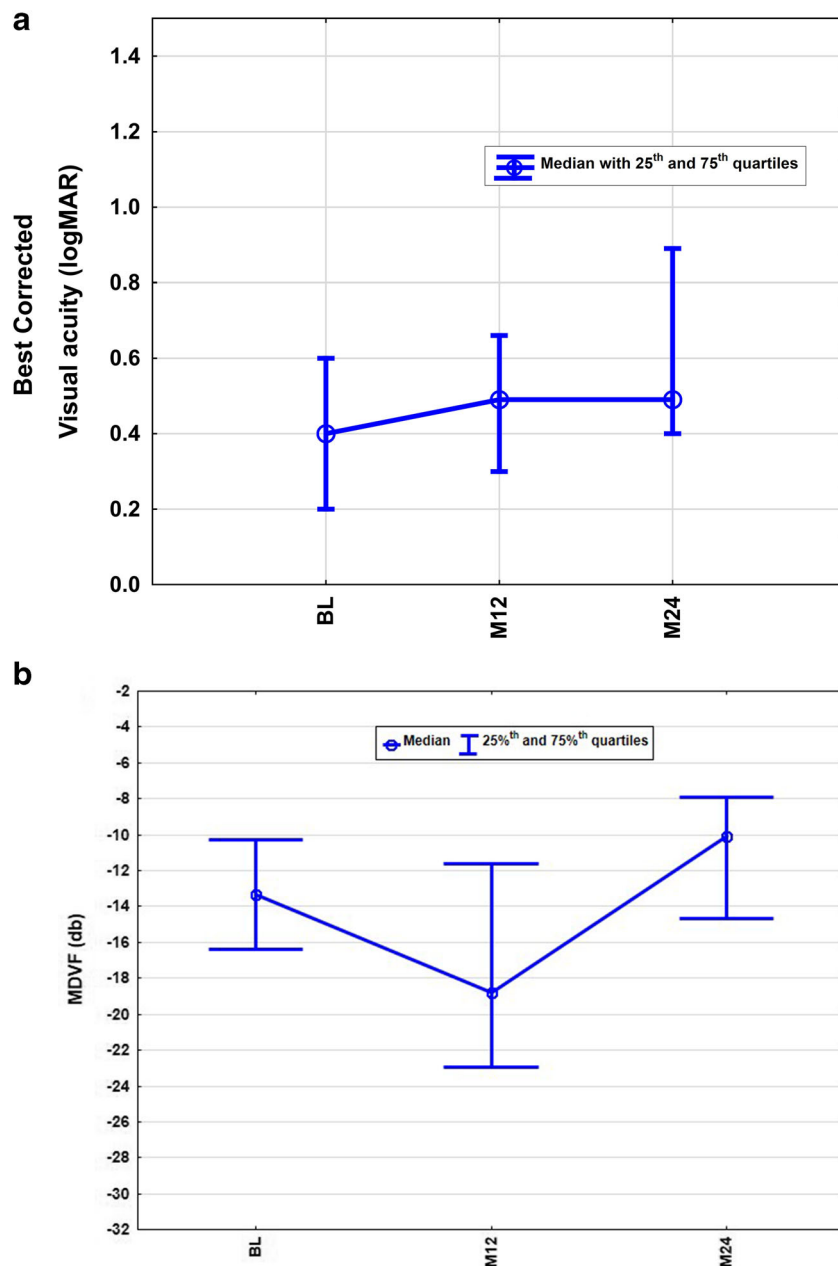 a
Best Corrected
Visual acuity (logMAR)
1.4
1.2
1.0
0.8
0.6
0.4
0.2
0.0
Median with 25th and 75th quartiles
BL
M12
M24
b
MDVF (db)
-2
-4
-6
-8
-10
-12
-14
-16
-18
-20
-22
-24
-26
-28
-30
-32
Median 25%th and 75%th quartiles
BL
M12
M24